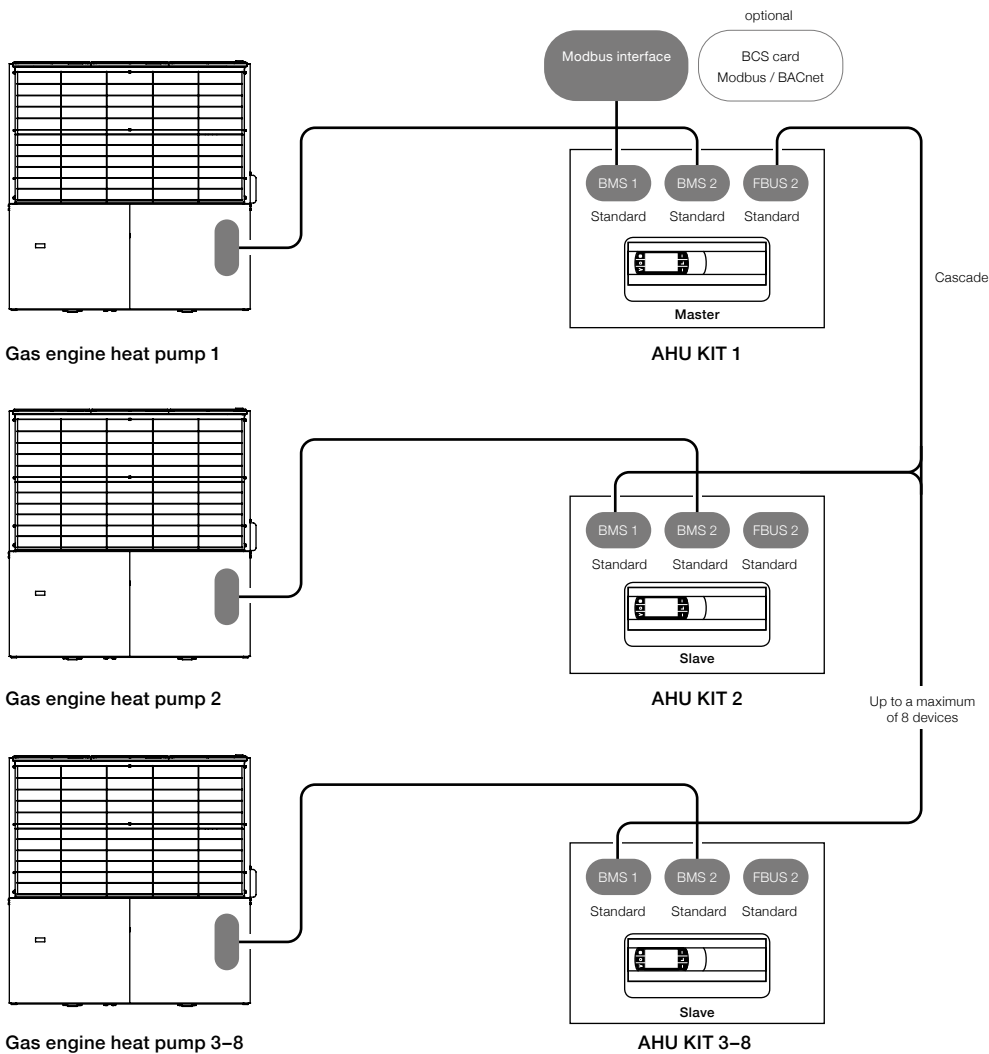 optional
Modbus interface
BCS card
Modbus / BACnet
BMS 1
BMS 2
FBUS 2
Standard
Standard
Standard
Cascade
Master
Gas engine heat pump 1
AHU KIT 1
BMS 1
BMS 2
FBUS 2
Standard
Standard
Standard
Slave
Gas engine heat pump 2
AHU KIT 2
Up to a maximum
of 8 devices
BMS 1
BMS 2
FBUS 2
Standard
Standard
Standard
Slave
Gas engine heat pump 3–8
AHU KIT 3–8